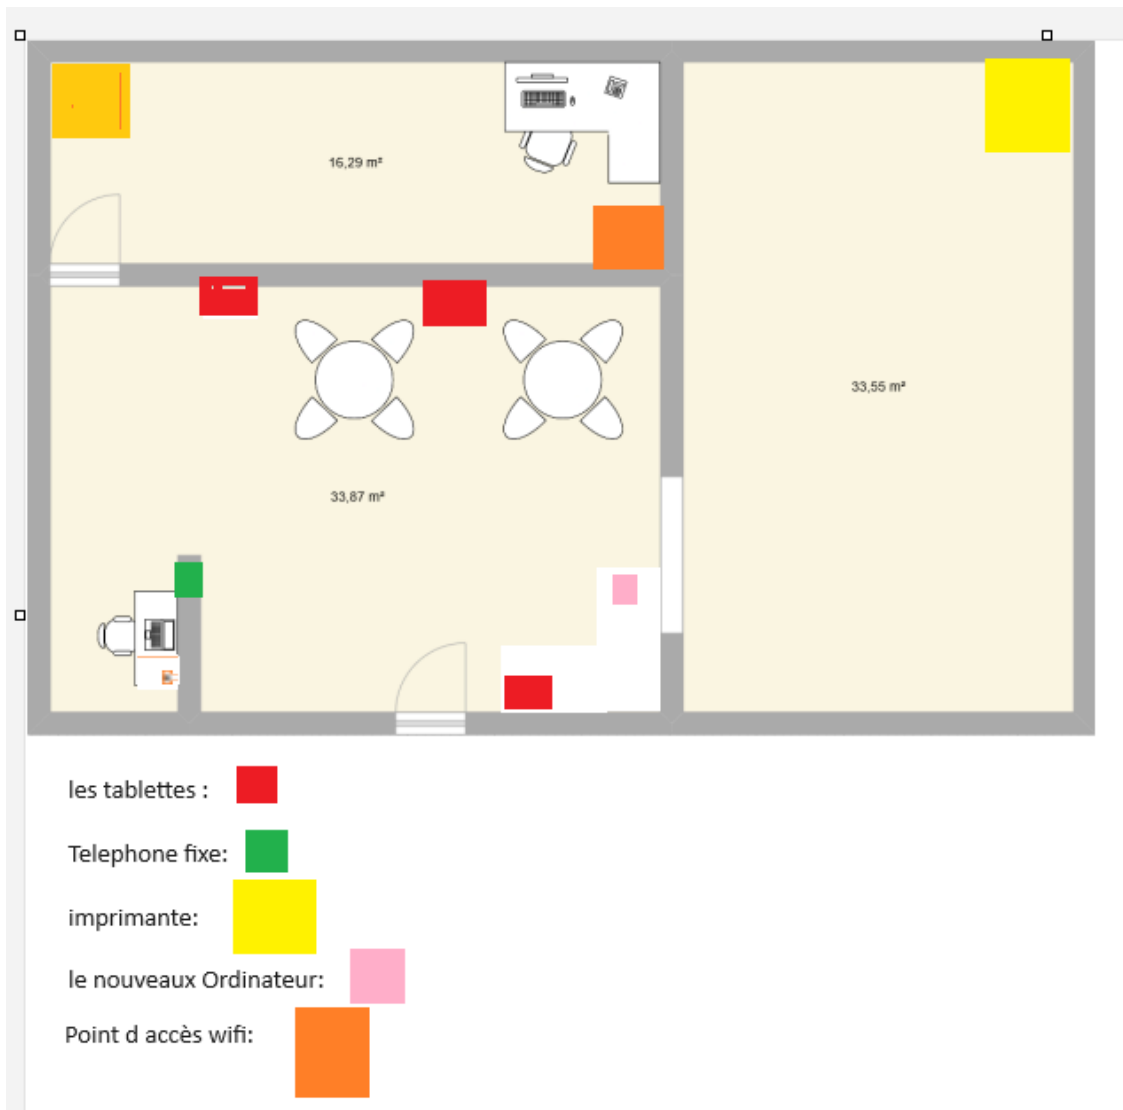 16,29 m²
33,55 m²
33,87 m²
les tablettes :
Telephone fixe:
imprimante:
le nouveaux Ordinateur:
Point d accès wifi: